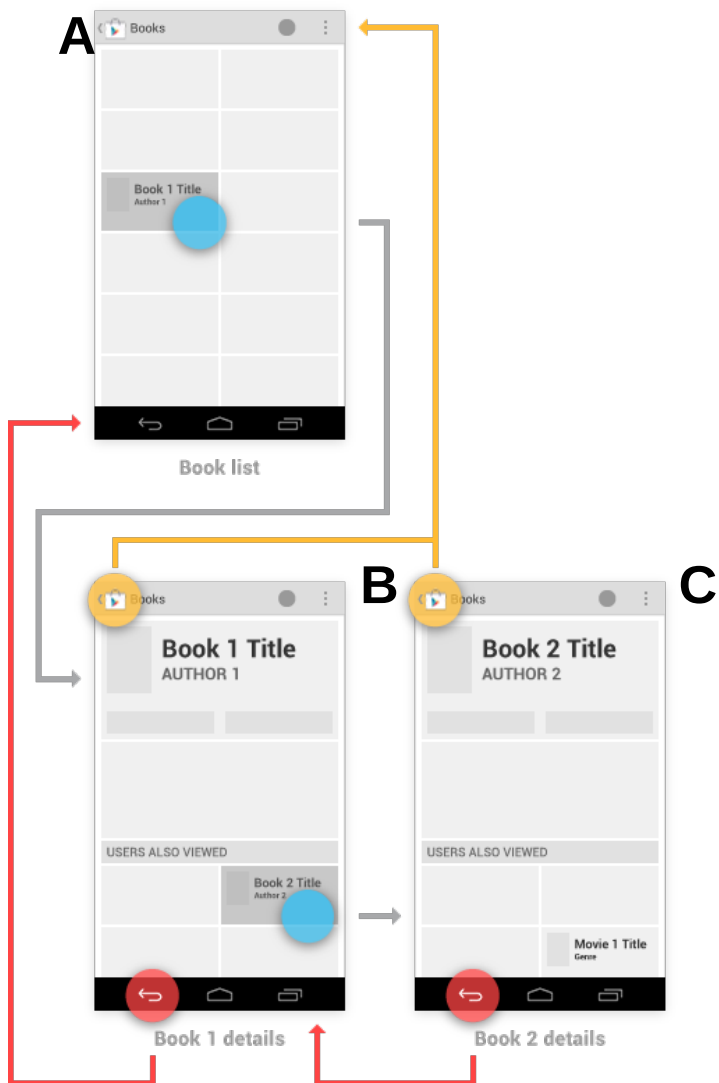 A
Books
Book 1 Title
Author 1
Book list
B
C
Books
Book 1 Title
AUTHOR 1
USERS ALSO VIEWED
Book 2 Title
Author 2
Book 1 details
Books
Book 2 Title
AUTHOR 2
USERS ALSO VIEWED
Movie 1 Title
Genre
Book 2 details